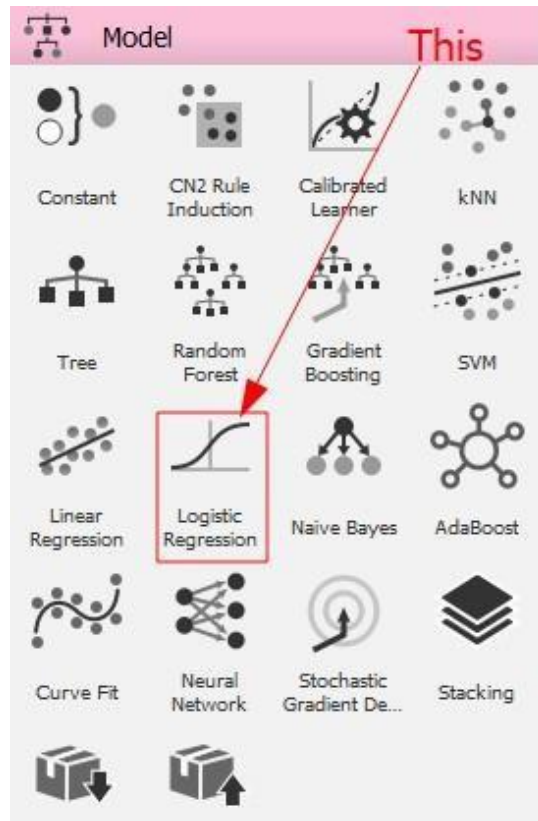 Model
This
Constant
CN2 Rule
Induction
Calibrated
Learner
kNN
Tree
Random
Forest
Gradient
Boosting
SVM
Linear
Regression
Logistic
Regression
Naive Bayes
AdaBoost
Curve Fit
Neural
Network
Stochastic
Gradient De...
Stacking